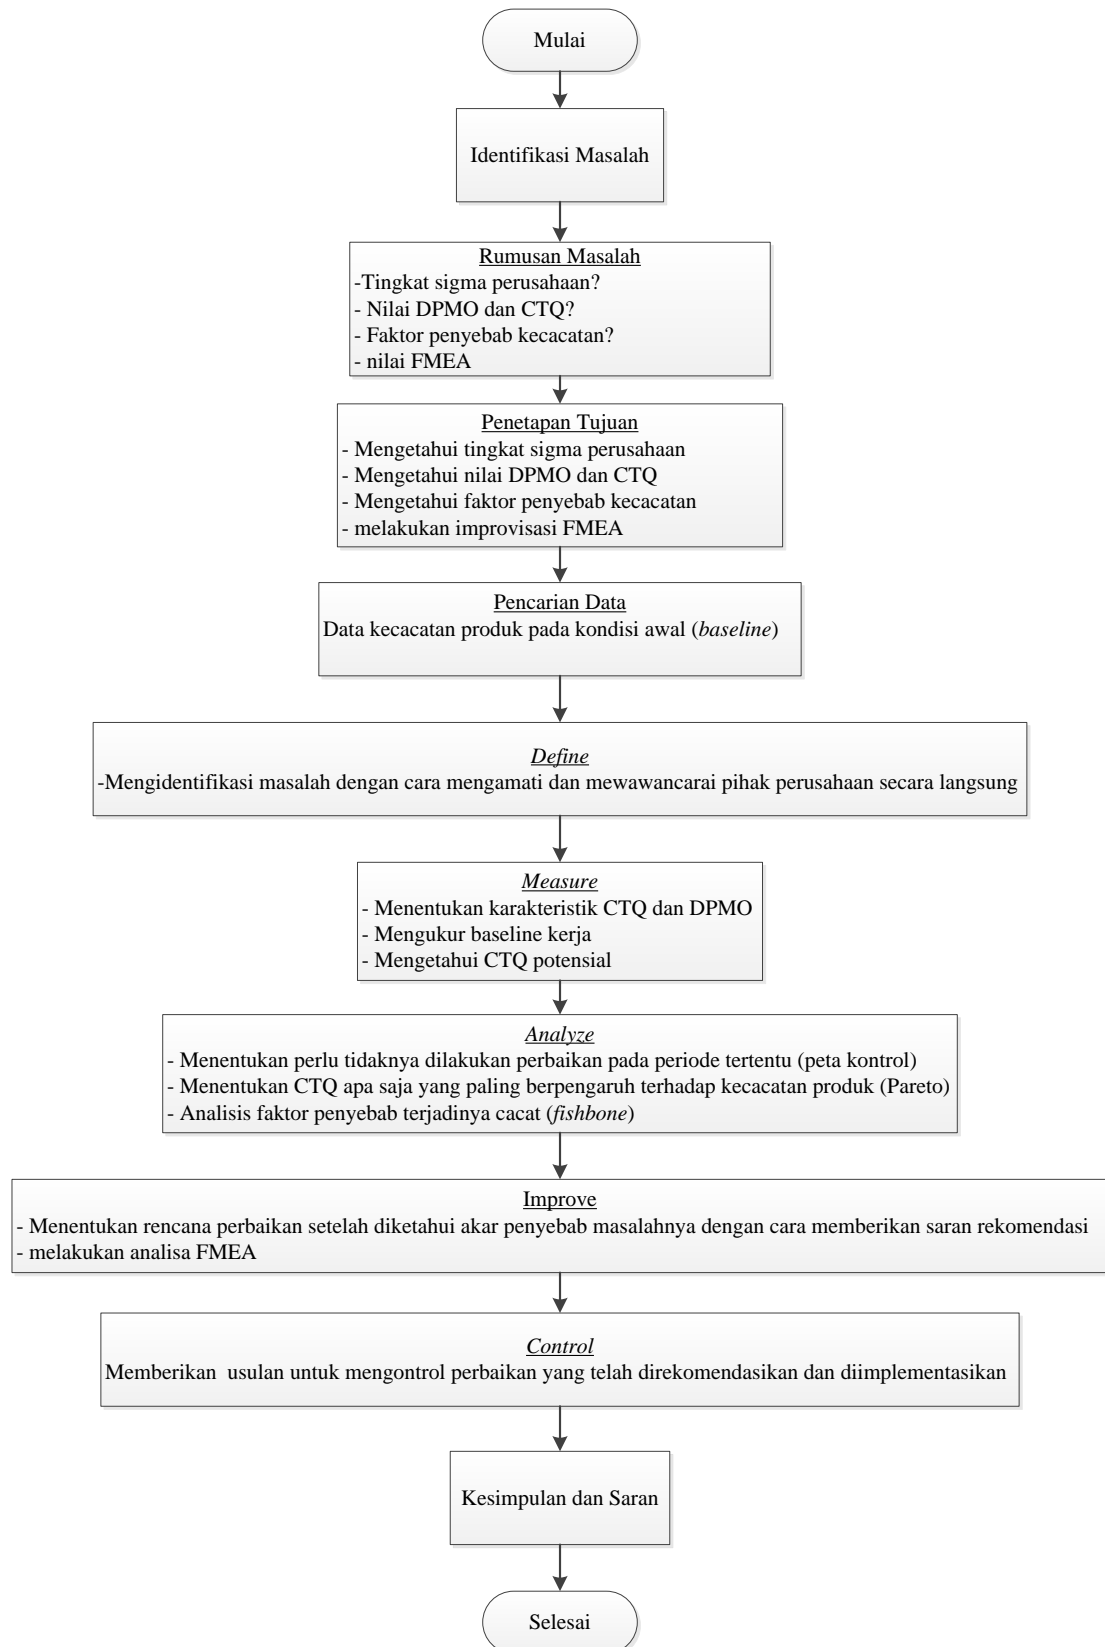 Mulai
Identifikasi Masalah
Rumusan Masalah
-Tingkat sigma perusahaan?
- Nilai DPMO dan CTQ?
- Faktor penyebab kecacatan?
- nilai FMEA
Penetapan Tujuan
- Mengetahui tingkat sigma perusahaan
- Mengetahui nilai DPMO dan CTQ
- Mengetahui faktor penyebab kecacatan
- melakukan improvisasi FMEA
Pencarian Data
Data kecacatan produk pada kondisi awal (baseline)
Define
-Mengidentifikasi masalah dengan cara mengamati dan mewawancarai pihak perusahaan secara langsung
Measure
- Menentukan karakteristik CTQ dan DPMO
- Mengukur baseline kerja
- Mengetahui CTQ potensial
Analyze
- Menentukan perlu tidaknya dilakukan perbaikan pada periode tertentu (peta kontrol)
- Menentukan CTQ apa saja yang paling berpengaruh terhadap kecacatan produk (Pareto)
- Analisis faktor penyebab terjadinya cacat (fishbone)
Improve
- Menentukan rencana perbaikan setelah diketahui akar penyebab masalahnya dengan cara memberikan saran rekomendasi
- melakukan analisa FMEA
Control
Memberikan  usulan untuk mengontrol perbaikan yang telah direkomendasikan dan diimplementasikan
Kesimpulan dan Saran
Selesai